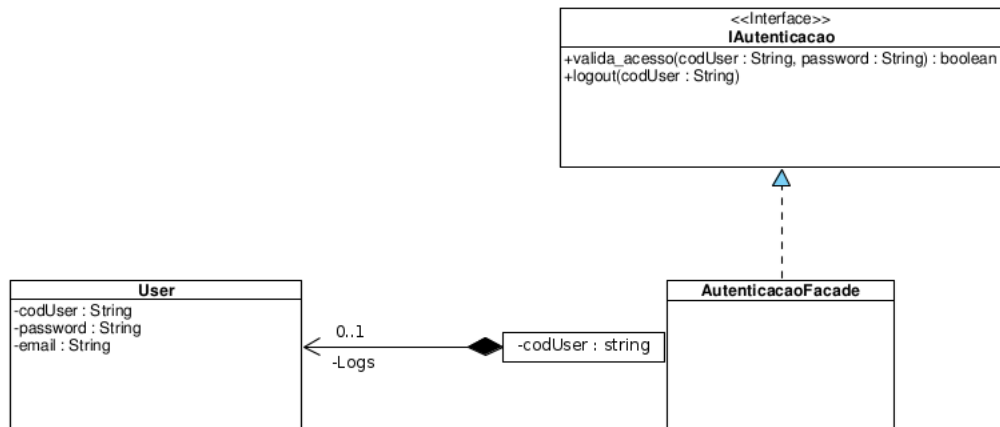 <<Interface>>
IAutenticacao
+valida_acesso(codUser : String, password : String) : boolean
+logout(codUser : String)
User
-codUser : String
-password : String
-email : String
0..1
-Logs
-codUser : string
AutenticacaoFacade